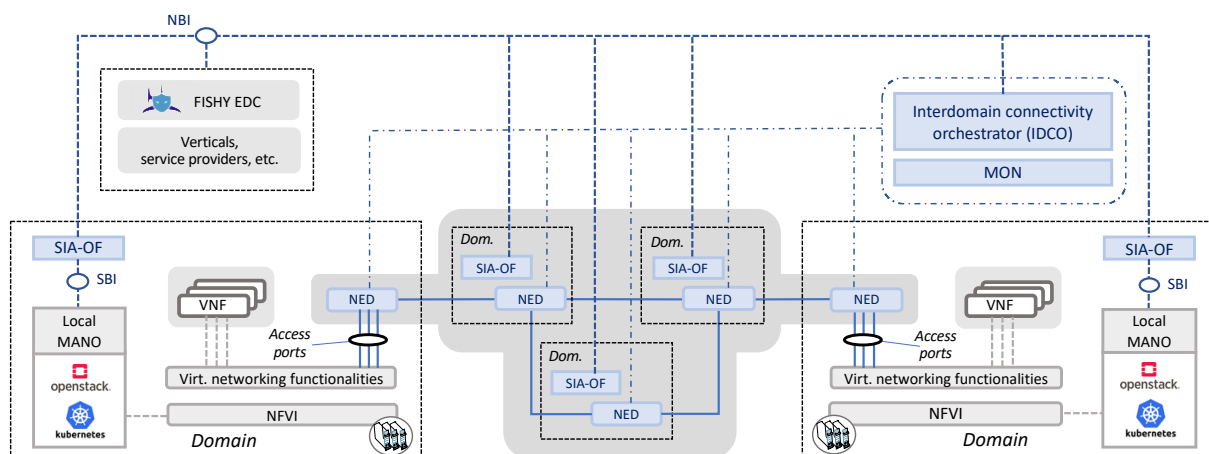 NBI
FISHY EDC
Verticals,
service providers, etc.
Interdomain connectivity
orchestrator (IDCO)
MON
SIA-OF
SBI
Local
MANO
openstack.
kubernetes
VNF
NED
Access
ports
Virt. networking functionalities
NFVI
Domain
Dom.
SIA-OF
NED
Dom.
SIA-OF
NED
Dom.
SIA-OF
NED
NED
Access
ports
VNF
Virt. networking functionalities
NFVI
Domain
SIA-OF
SBI
Local
MANO
openstack.
kubernetes